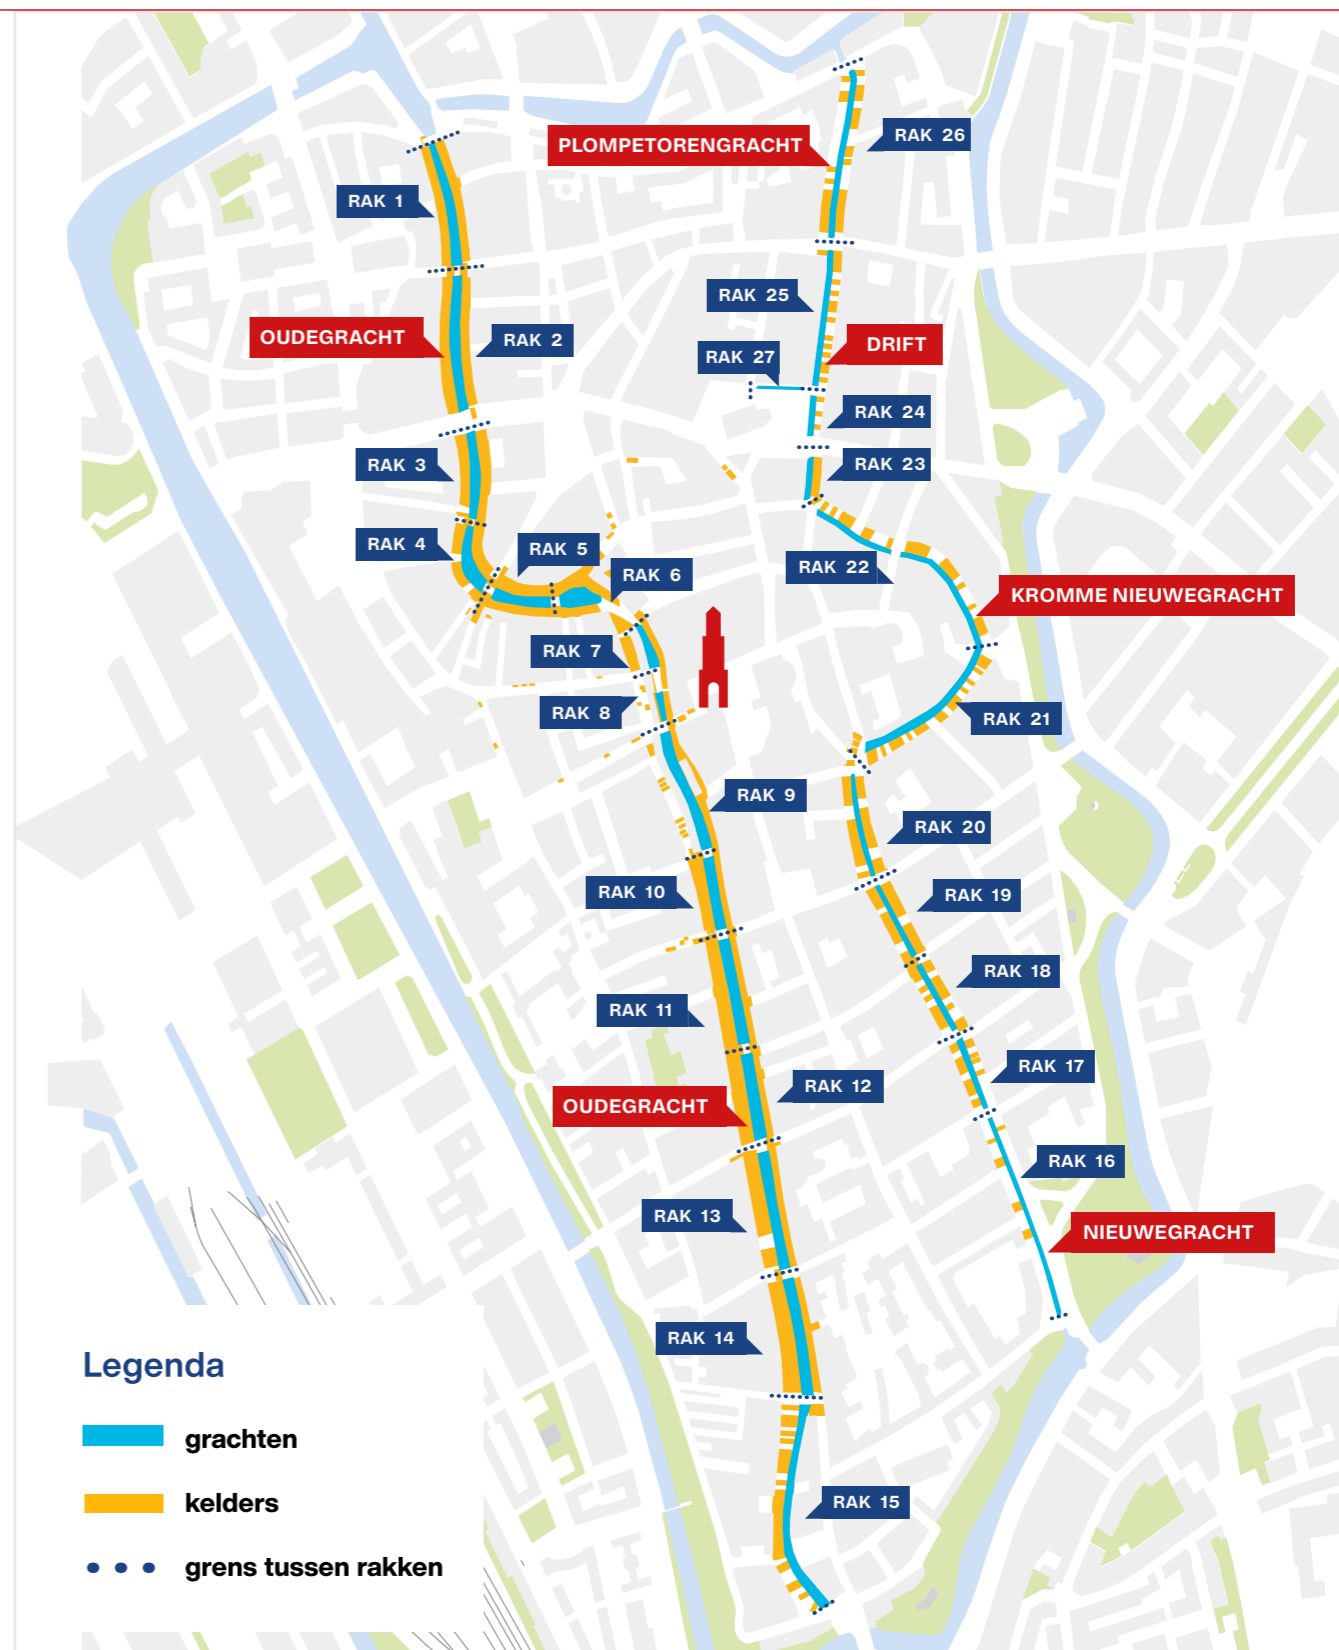 RAK 26
PLOMPETORENGRACHT
RAK 1
RAK 25
OUDEGRACHT
RAK 2
DRIFT
RAK 27
RAK 24
RAK 3
RAK 23
RAK 4
RAK 5
RAK 22
RAK 6
KROMME NIEUWEGRACHT
RAK 7
RAK 8
RAK 21
RAK 9
RAK 20
RAK 10
RAK 19
RAK 18
RAK 11
RAK 17
RAK 12
OUDEGRACHT
RAK 16
RAK 13
NIEUWEGRACHT
RAK 14
RAK 15
Legenda
grachten
kelders
grens tussen rakken